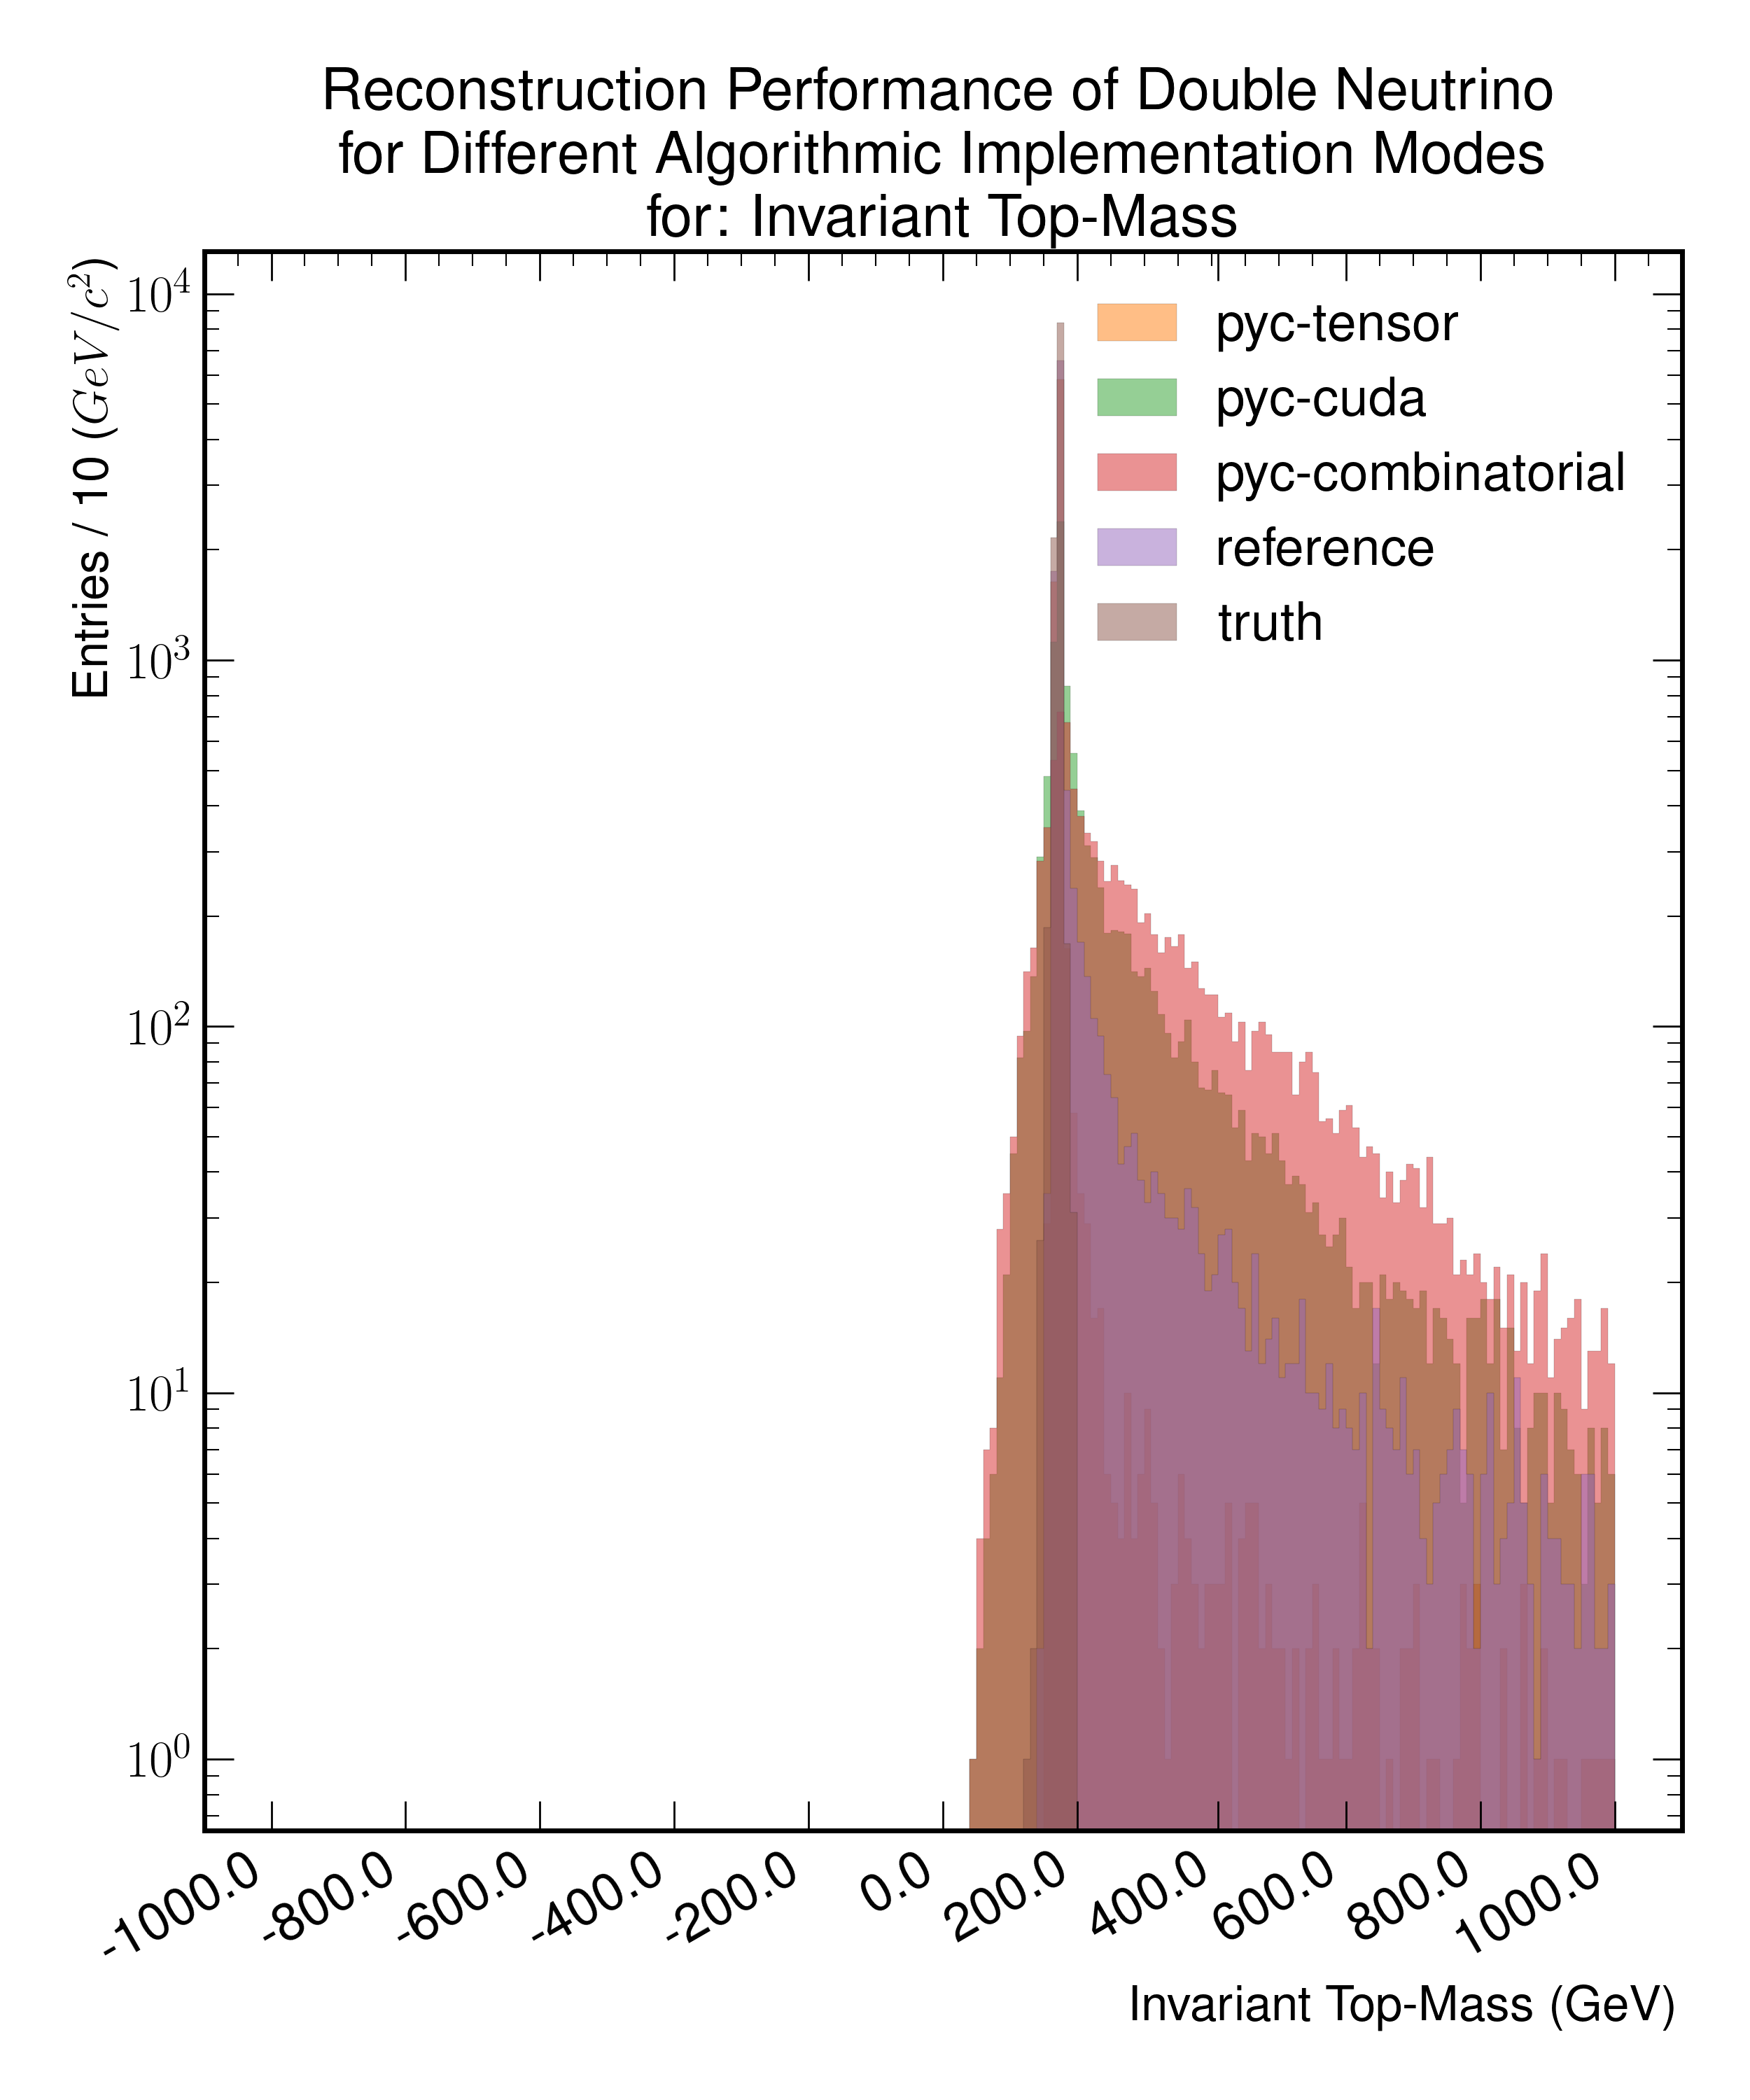 Reconstruction Performance of Double Neutrino
for Different Algorithmic Implementation Modes
for: Invariant Top-Mass
Entries / 10 (GeV/c²)
10⁴
10³
10²
10¹
10⁰
pyc-tensor
pyc-cuda
pyc-combinatorial
reference
truth
-1000.0
-800.0
-600.0
-400.0
-200.0
0.0
200.0
400.0
600.0
800.0
1000.0
Invariant Top-Mass (GeV)